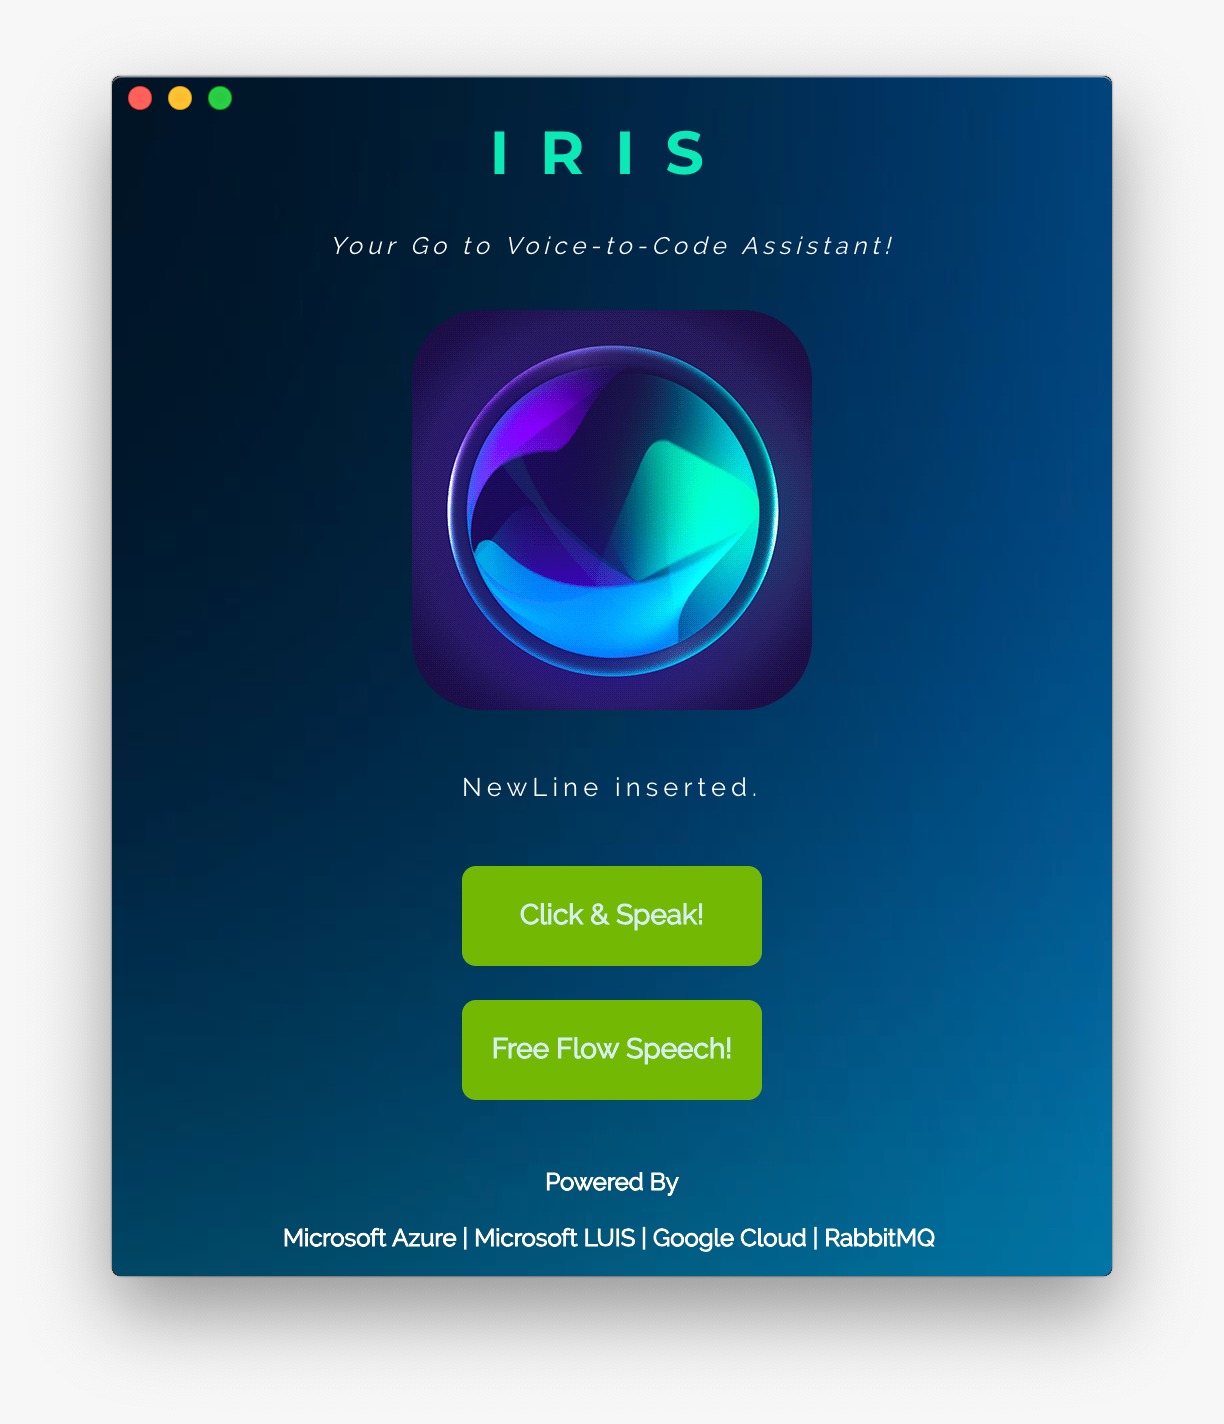 IRIS
Your Go to Voice-to-Code Assistant!
NewLine inserted.
Click & Speak!
Free Flow Speech!
Powered By
Microsoft Azure | Microsoft LUIS | Google Cloud | RabbitMQ